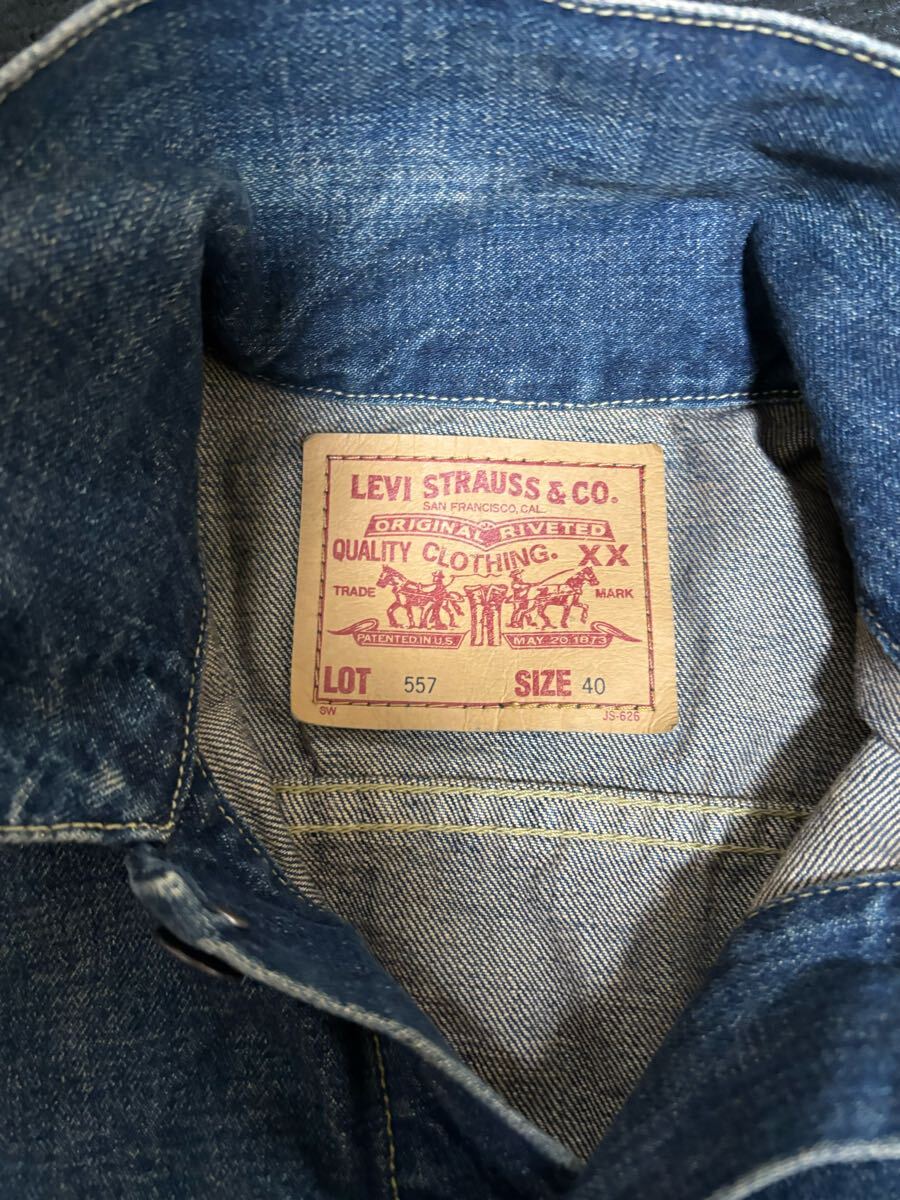 LEVI STRAUSS & CO.
SAN FRANCISCO, CAL.
ORIGINAL RIVETED
QUALITY CLOTHING. XX
TRADE MARK
PATENTED IN U.S. MAY 20 1873
LOT 557 SIZE 40
SW JS-626